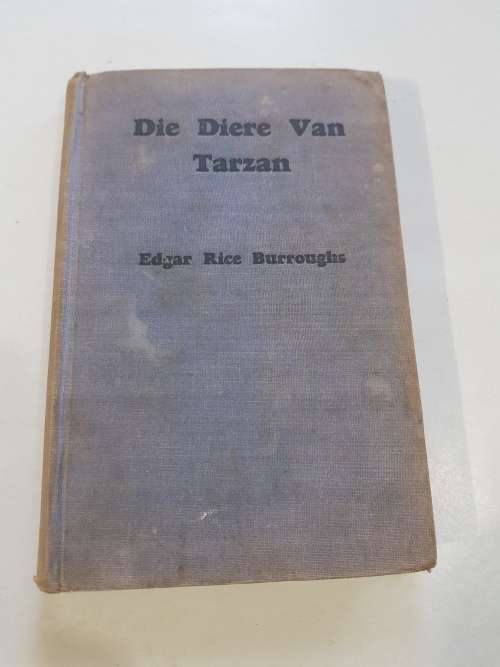 Die Diere Van
Tarzan
Edgar Rice Burroughs